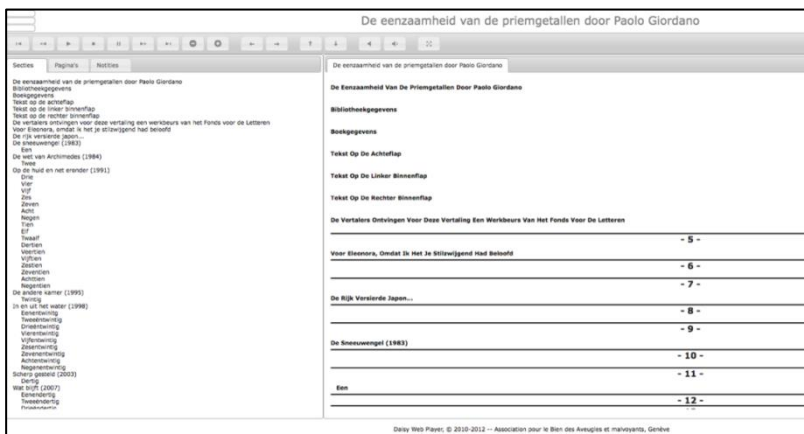 De eenzaamheid van de priemgetallen door Paolo Giordano
Secties
Pagina's
Notities
De eenzaamheid van de priemgetallen door Paolo Giordano
Bibliotheekgegevens
Boekgegevens
Tekst op de achterflap
Tekst op de linker binnenflap
Tekst op de rechter binnenflap
De vertalers ontvingen voor deze vertaling een werkbeurs van het Fonds voor de Letteren
Voor Eleonora, omdat ik het je stilzwijgend had beloofd
De rijk versierde japon...
De sneeuwengel (1983)
Een
De wet van Archimedes (1984)
Twee
Op de huid en net eronder (1991)
Drie
Vier
Vijf
Zes
Zeven
Acht
Negen
Tien
Elf
Twaalf
Dertien
Veertien
Vijftien
Zestien
Zeventien
Achttien
Negentien
De andere kamer (1995)
Twintig
In en uit het water (1998)
Eenentwintig
Tweeëntwintig
Drieëntwintig
Vierentwintig
Vijfentwintig
Zesentwintig
Zevenentwintig
Achtentwintig
Negenentwintig
Scherp gesteld (2003)
Dertig
Wat blijft (2007)
Eenendertig
Tweeëndertig
Drieëndertig
De eenzaamheid van de priemgetallen door Paolo Giordano
De Eenzaamheid Van De Priemgetallen Door Paolo Giordano
Bibliotheekgegevens
Boekgegevens
Tekst Op De Achteflap
Tekst Op De Linker Binnenflap
Tekst Op De Rechter Binnenflap
De Vertalers Ontvingen Voor Deze Vertaling Een Werkbeurs Van Het Fonds Voor De Letteren
- 5 -
Voor Eleonora, Omdat Ik Het Je Stilzwijgend Had Beloofd
- 6 -
- 7 -
De Rijk Versierde Japon...
- 8 -
- 9 -
De Sneeuwengel (1983)
- 10 -
- 11 -
Een
- 12 -
Daisy Web Player, © 2010-2012 -- Association pour le Bien des Aveugles et malvoyants, Genève